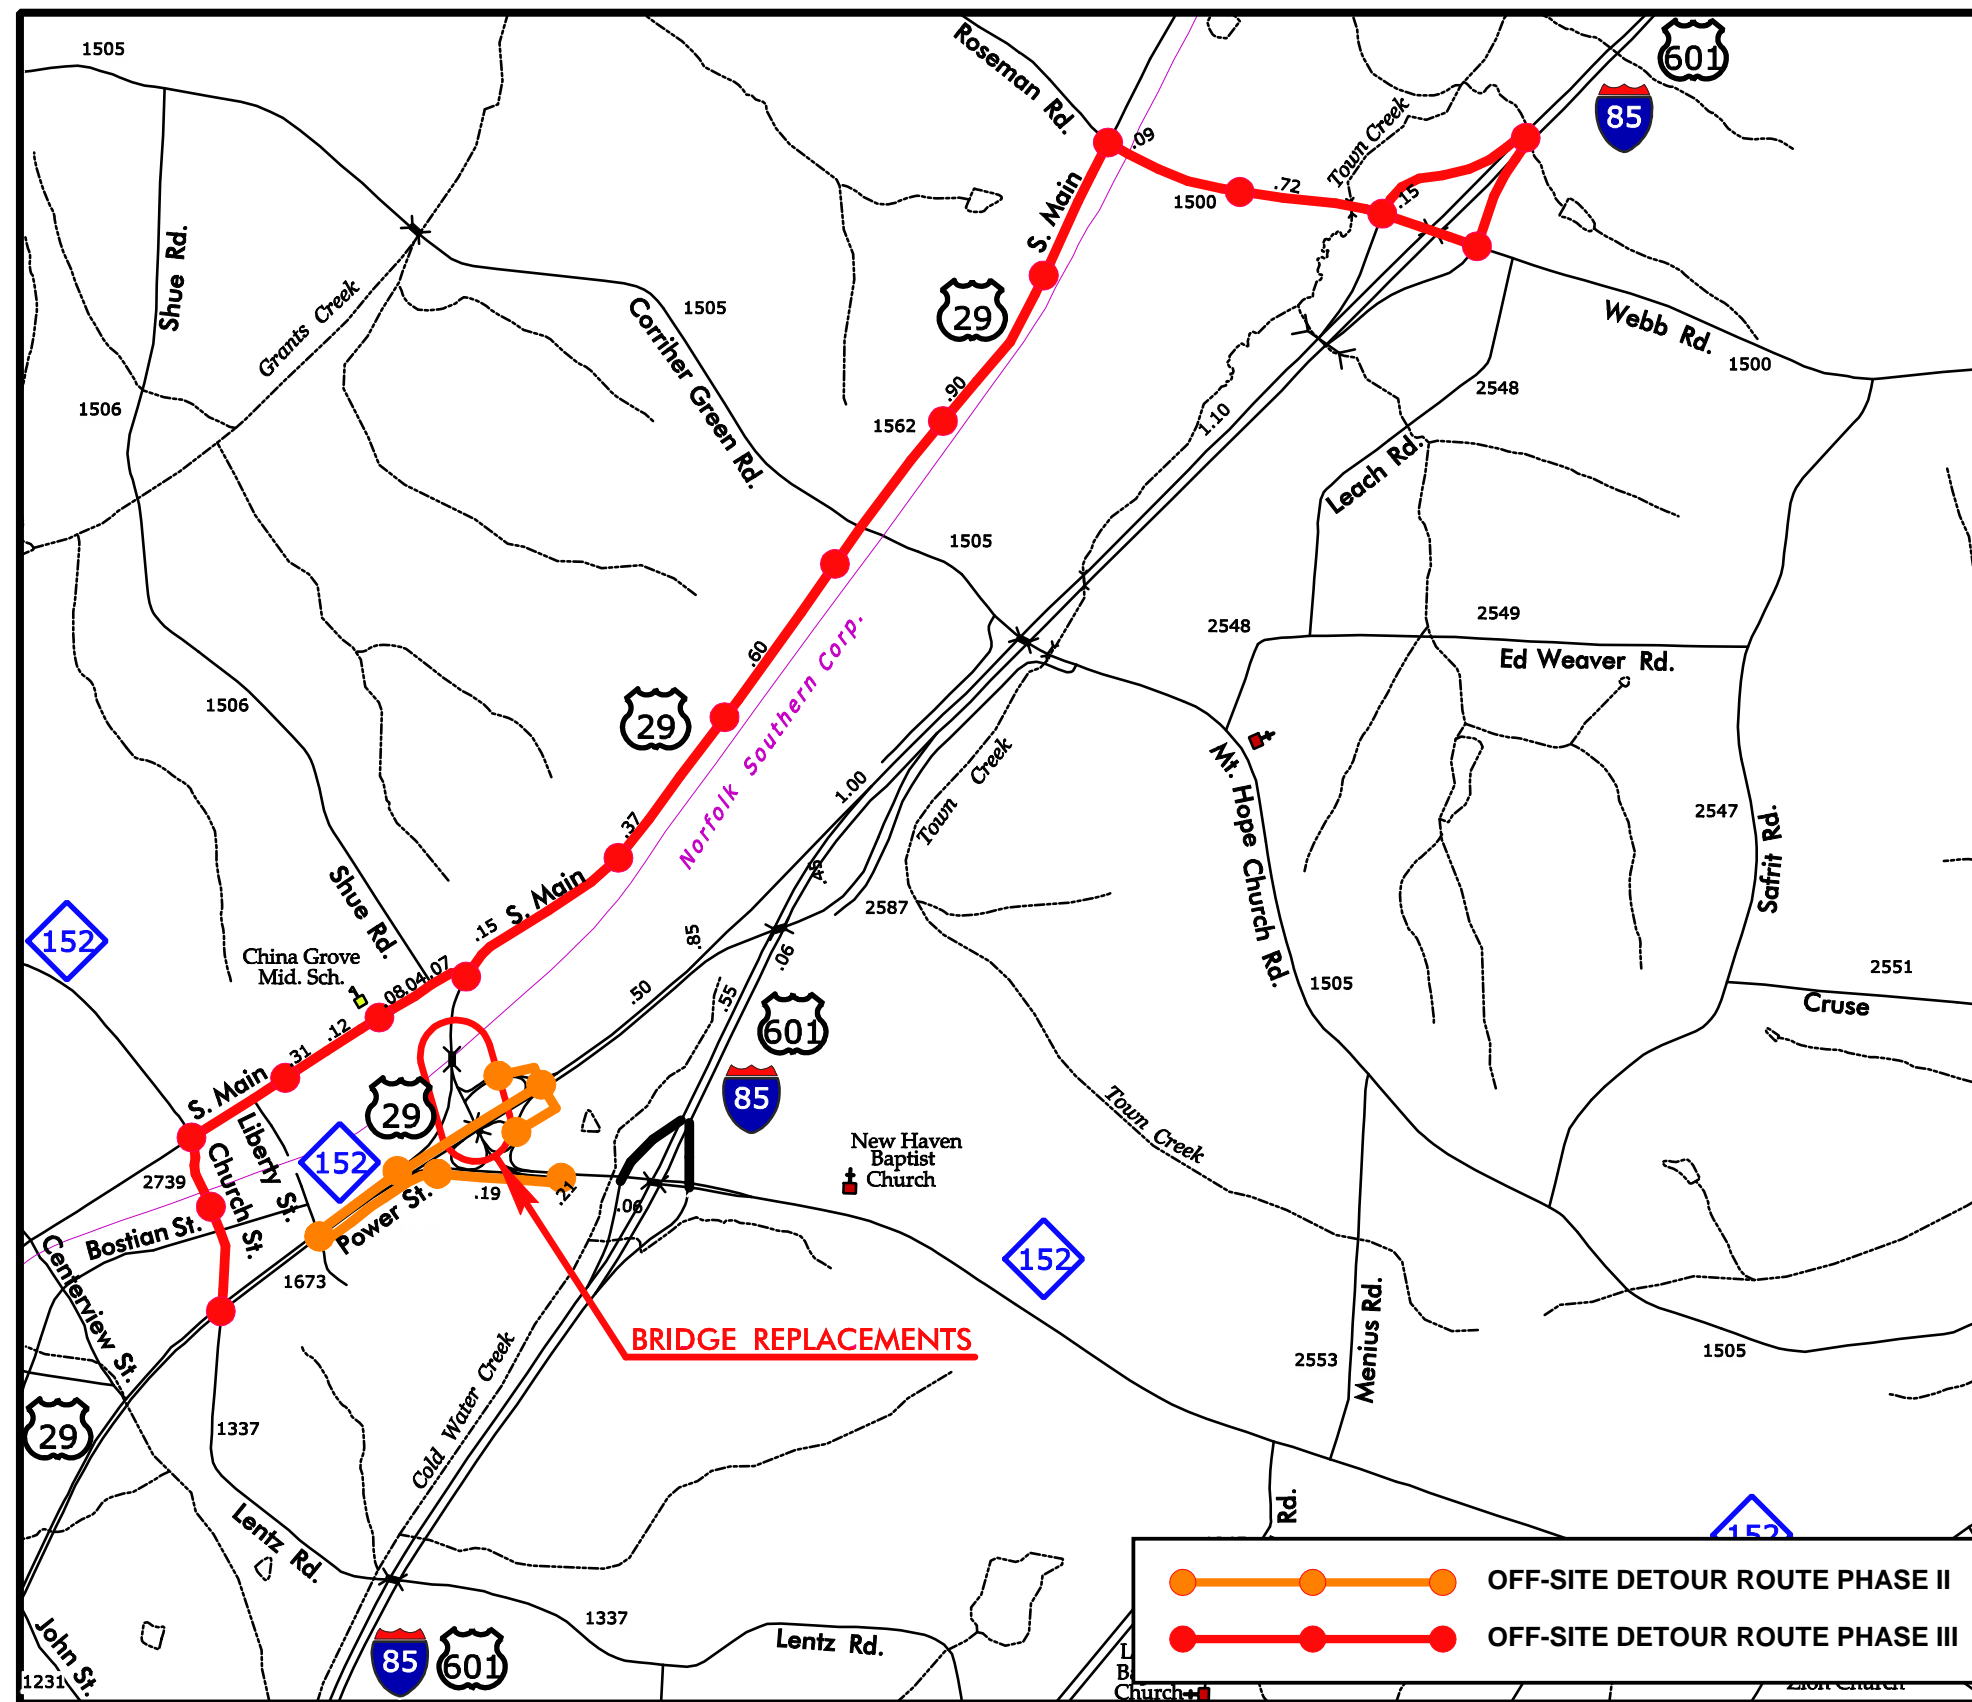 1505
Roseman Rd.
601
85
.09
Town Creek
.72
.15
1500
S. Main
Shue Rd.
Grants Creek
1505
29
Corriher Green Rd.
Webb Rd.
1500
1506
.90
1562
2548
1.10
Leach Rd.
1505
2549
2548
Ed Weaver Rd.
.60
Norfolk Southern Corp.
1506
29
Town Creek
1.00
Mt. Hope Church Rd.
2547
Safrit Rd.
.37
.45
2587
Shue Rd.
S. Main
.15
152
China Grove
Mid. Sch.
.85
.06
.07
.04
.08
.50
.55
601
1505
2551
Cruse
.12
.31
S. Main
29
85
Liberty St.
Church St.
152
New Haven
Baptist
Church
Town Creek
2739
.19
.21
.06
Bostian St.
Power St.
1673
Centerview St.
152
BRIDGE REPLACEMENTS
2553
Menius Rd.
1505
29
1337
Cold Water Creek
Lentz Rd.
Rd.
152
OFF-SITE DETOUR ROUTE PHASE II
OFF-SITE DETOUR ROUTE PHASE III
1337
Lentz Rd.
85
601
John St.
1231
Church
Zion Church